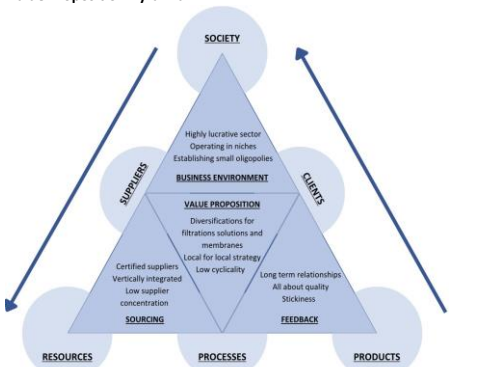 SOCIETY
Highly lucrative sector
Operating in niches
Establishing small oligopolies
BUSINESS ENVIRONMENT
SUPPLIERS
CLIENTS
VALUE PROPOSITION
Diversifications for
filtrations solutions and
membranes
Local for local strategy
Low cyclicality
Certified suppliers
Vertically integrated
Low supplier
concentration
SOURCING
Long term relationships
All about quality
Stickiness
FEEDBACK
RESOURCES
PROCESSES
PRODUCTS